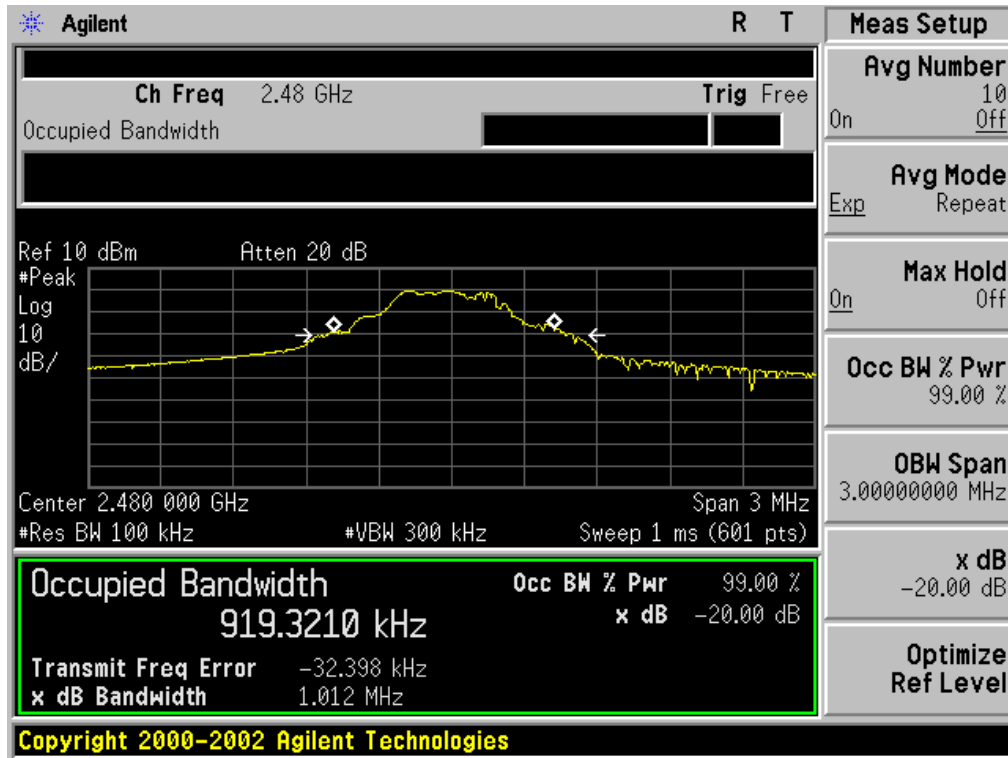 Agilent R T
Ch Freq 2.48 GHz Trig Free
Occupied Bandwidth
Ref 10 dBm Atten 20 dB
#Peak
Log
10
dB/
Center 2.480 000 GHz Span 3 MHz
#Res BW 100 kHz #VBW 300 kHz Sweep 1 ms (601 pts)
Occupied Bandwidth
919.3210 kHz
Occ BW % Pwr 99.00 %
x dB -20.00 dB
Transmit Freq Error -32.398 kHz
x dB Bandwidth 1.012 MHz
Copyright 2000-2002 Agilent Technologies
Meas Setup
Avg Number
10
On Off
Avg Mode
Exp Repeat
Max Hold
On Off
Occ BW % Pwr
99.00 %
OBW Span
3.00000000 MHz
x dB
-20.00 dB
Optimize
Ref Level